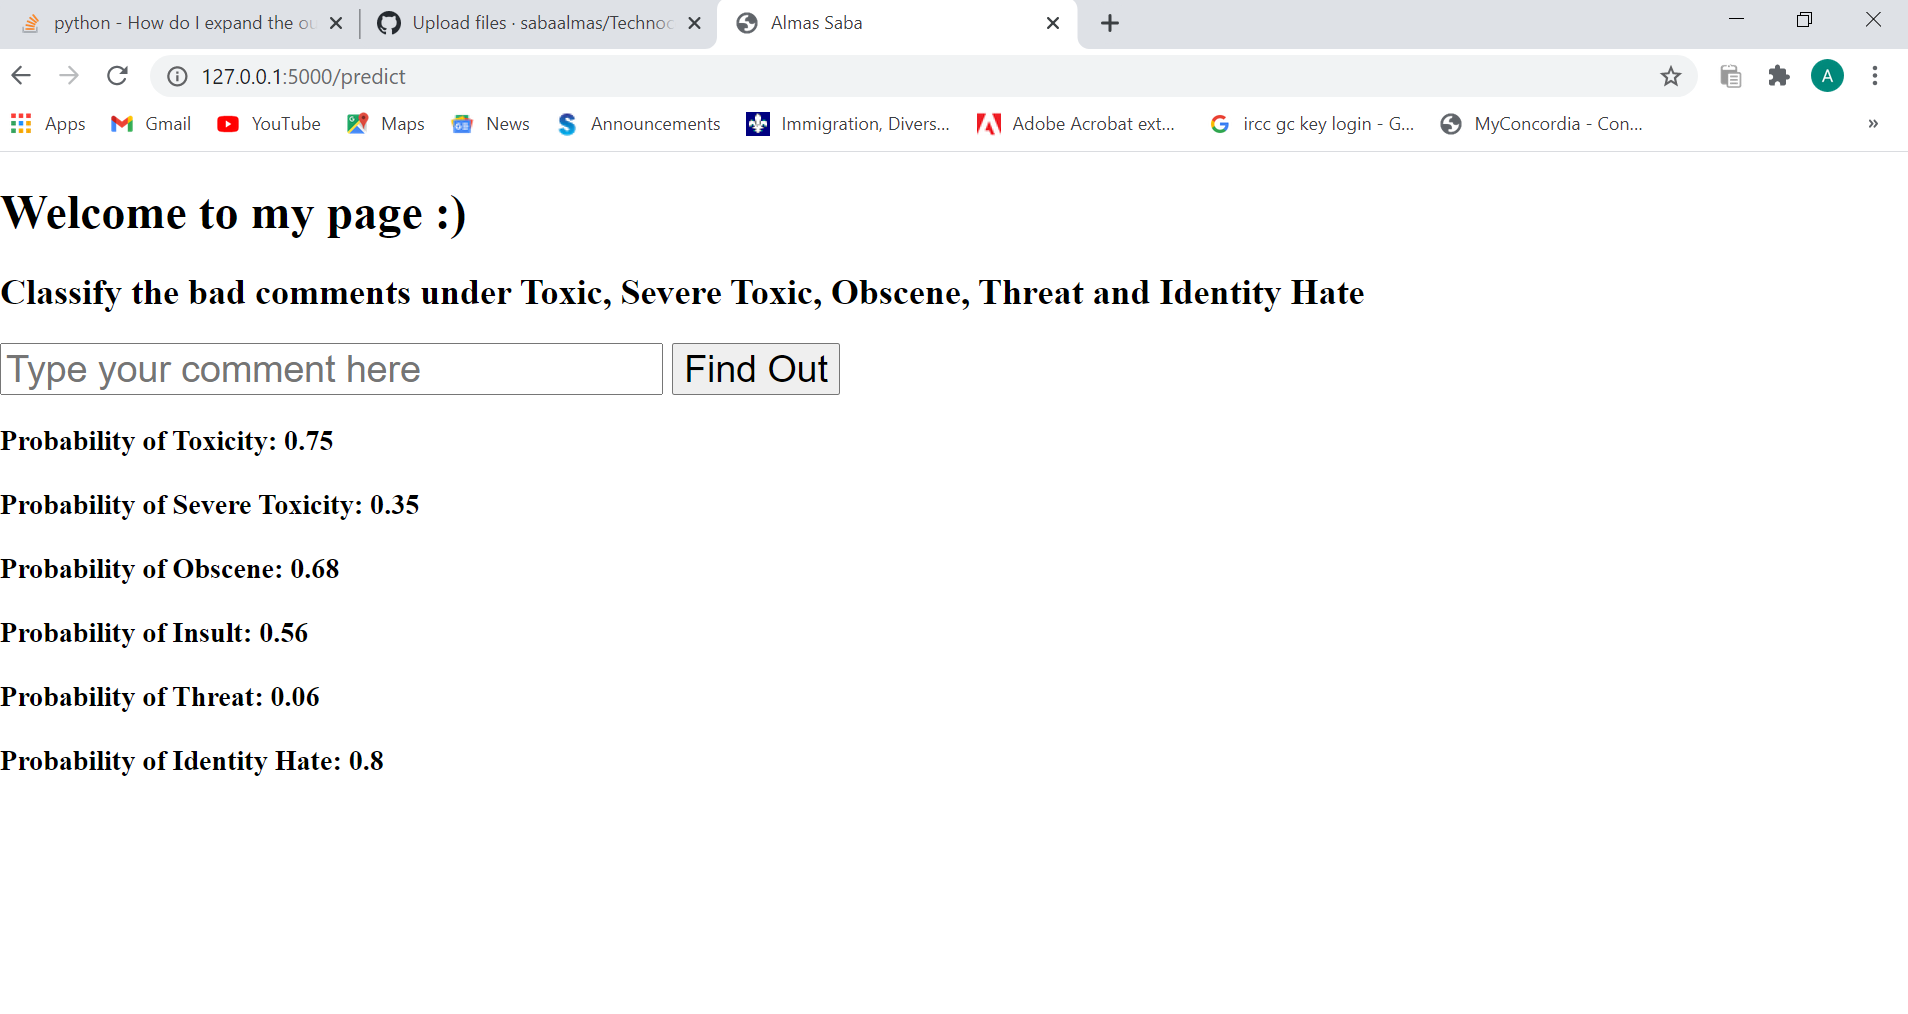 python - How do I expand the ou
Upload files · sabaalmas/Technoc
Almas Saba
127.0.0.1:5000/predict
A
Apps
Gmail
YouTube
Maps
News
Announcements
Immigration, Divers...
Adobe Acrobat ext...
ircc gc key login - G...
MyConcordia - Con...
»
Welcome to my page :)
Classify the bad comments under Toxic, Severe Toxic, Obscene, Threat and Identity Hate
Type your comment here
Find Out
Probability of Toxicity: 0.75
Probability of Severe Toxicity: 0.35
Probability of Obscene: 0.68
Probability of Insult: 0.56
Probability of Threat: 0.06
Probability of Identity Hate: 0.8